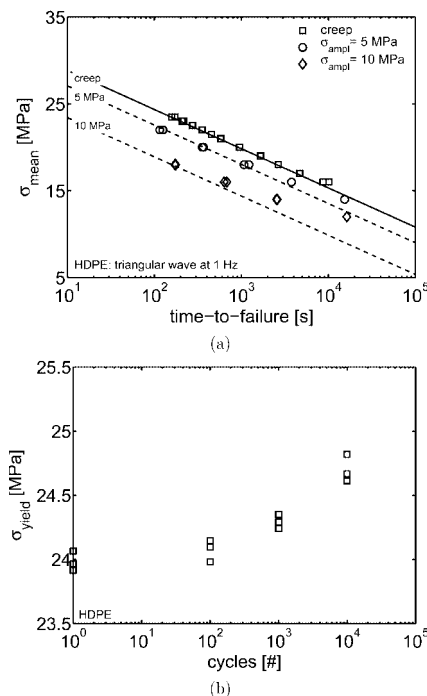 creep
σampl= 5 MPa
σampl= 10 MPa
35
25
15
5
σmean [MPa]
creep
5 MPa
10 MPa
HDPE: triangular wave at 1 Hz
10^1
10^2
10^3
10^4
10^5
time−to−failure [s]
(a)
25.5
25
24.5
24
23.5
σyield [MPa]
HDPE
10^0
10^1
10^2
10^3
10^4
10^5
cycles [#]
(b)